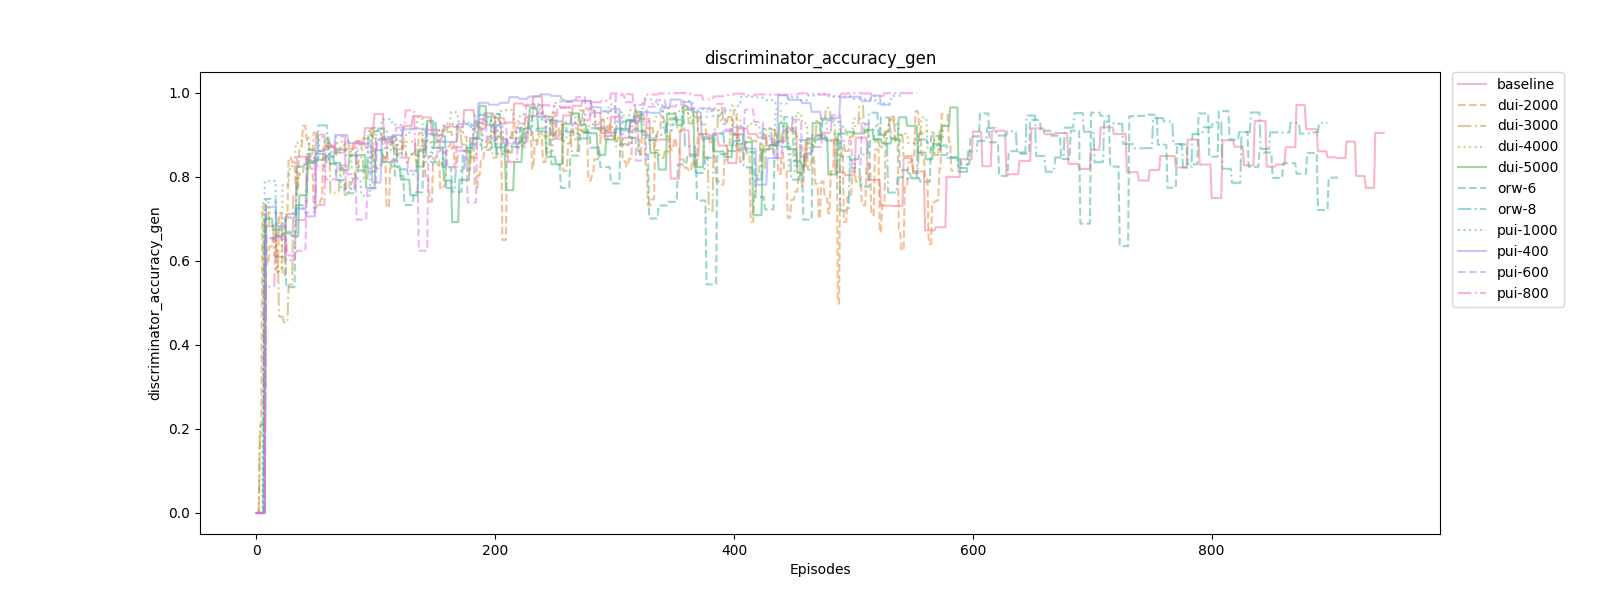 discriminator_accuracy_gen
discriminator_accuracy_gen
1.0
0.8
0.6
0.4
0.2
0.0
0
200
400
600
800
Episodes
baseline
dui-2000
dui-3000
dui-4000
dui-5000
orw-6
orw-8
pui-1000
pui-400
pui-600
pui-800